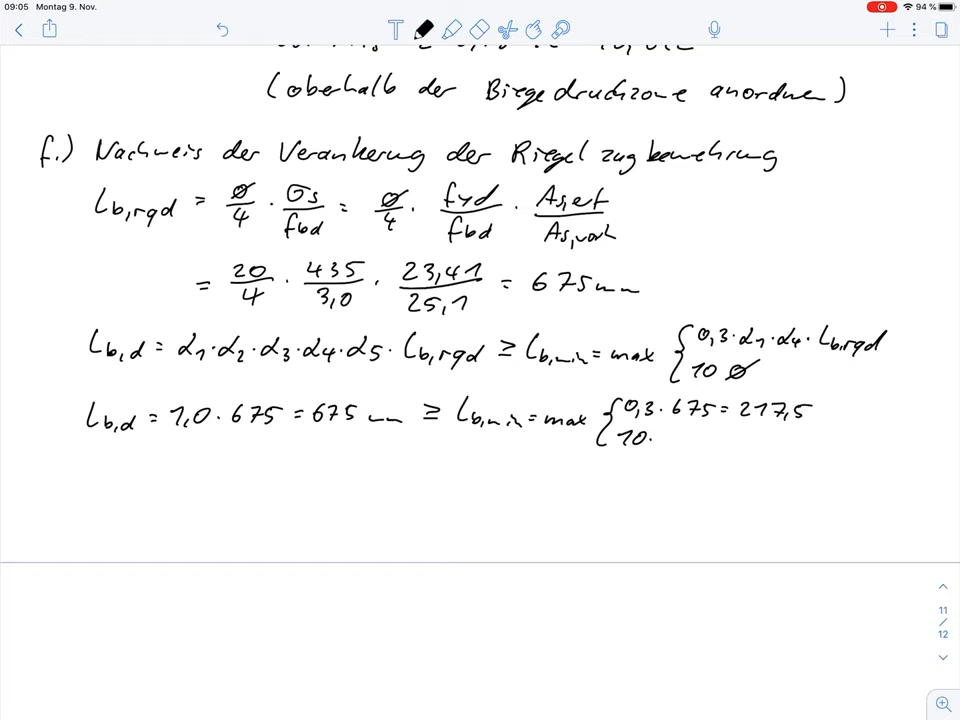 09:05 Montag 9. Nov. 94 %
T
(oberhalb der Biegedruckzone anordnen)
f.) Nachweis der Verankerung der Riegelzugbewehrung
Lb,rqd = ø/4 · σs/fbd = ø/4 · fyd/fbd · As,erf/As,vorh
= 20/4 · 435/3,0 · 23,41/25,1 = 675 mm
Lb,d = α1·α2·α3·α4·α5·Lb,rqd ≥ Lb,min = max { 0,3·α1·α4·Lb,rqd
10 ø
Lb,d = 1,0·675 = 675 mm ≥ Lb,min = max { 0,3·675 = 217,5
10·
11
/
12